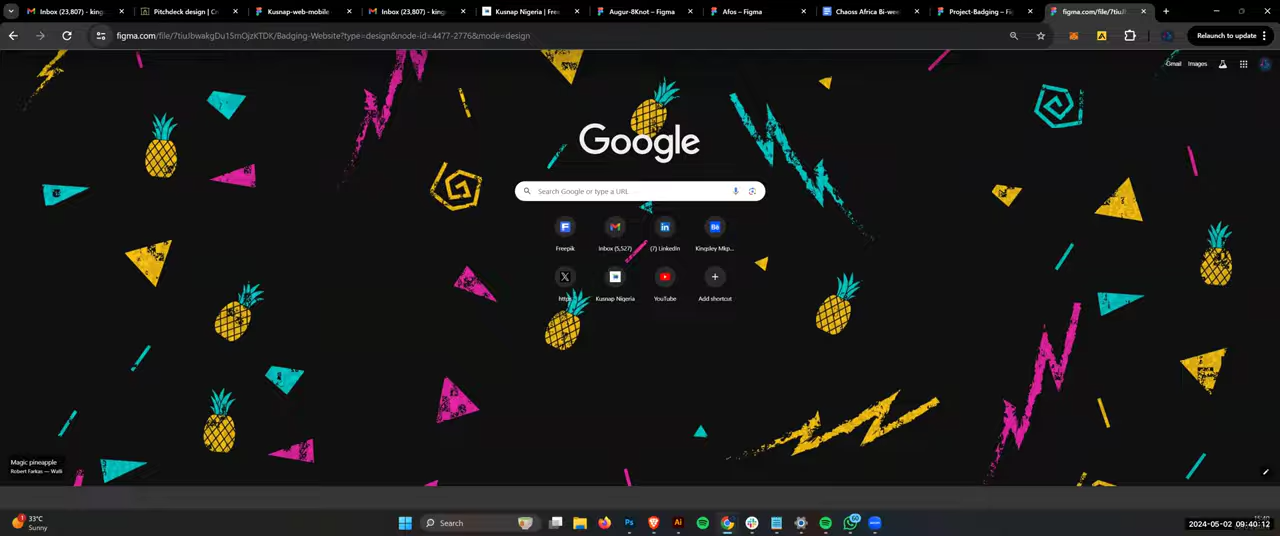 Inbox (23,807) - king
Pitchdeck design | C
Kusnap-web-mobile
Inbox (23,807) - king
Kusnap Nigeria | Free
Augur-8Knot – Figma
Afos – Figma
Chaoss Africa Bi-wee
Project-Badging – Fi
figma.com/file/7tiuI
figma.com/file/7tiuIbwakgDu1SmOjzKTDK/Badging-Website?type=design&node-id=4477-2776&mode=design
Relaunch to update
Gmail Images
Google
Search Google or type a URL
Freepik
Inbox (5,527)
(7) LinkedIn
Kingsley Mkp...
Kusnap Nigeria
YouTube
Add shortcut
Magic pineapple
Robert Farkas — Walli
33°C
Sunny
Search
2024-05-02 09:40:12